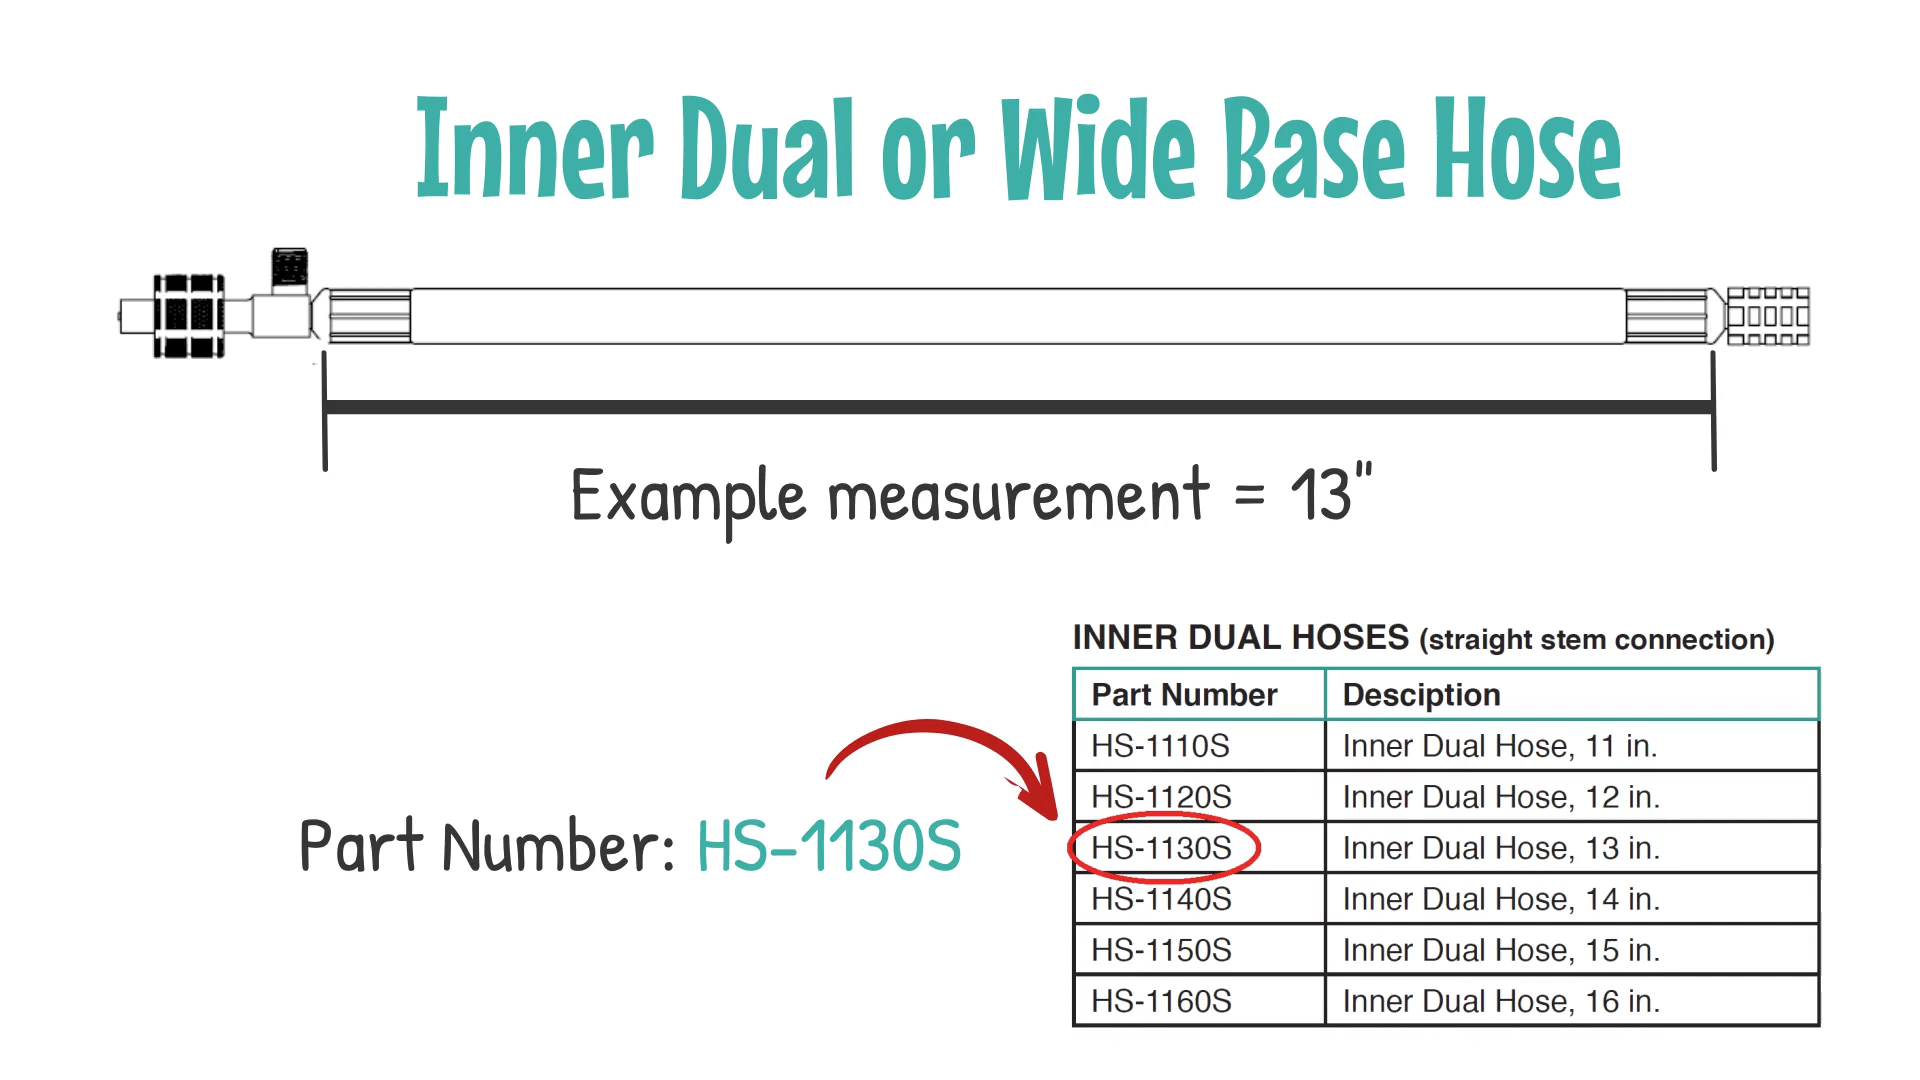 Inner Dual or Wide Base Hose
Example measurement = 13"
INNER DUAL HOSES (straight stem connection)
Part Number Desciption
HS-1110S Inner Dual Hose, 11 in.
HS-1120S Inner Dual Hose, 12 in.
Part Number: HS-1130S
HS-1130S Inner Dual Hose, 13 in.
HS-1140S Inner Dual Hose, 14 in.
HS-1150S Inner Dual Hose, 15 in.
HS-1160S Inner Dual Hose, 16 in.